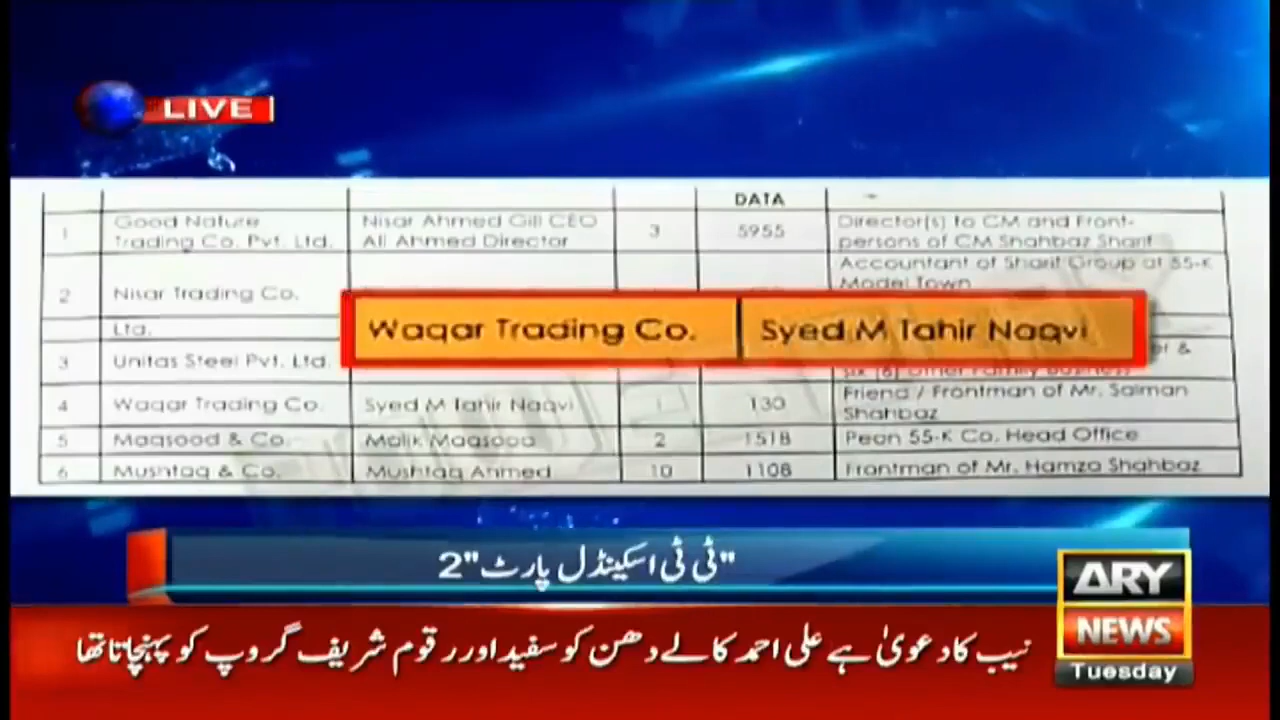 LIVE
DATA
1 Good Nature Trading Co. Pvt. Ltd. Nisar Ahmed Gill CEO Ali Ahmed Director 3 5955 Director(s) to CM and Front-persons of CM Shahbaz Sharif
2 Nisar Trading Co. Accountant of Sharif Group at 55-K Model Town
Waqar Trading Co. Syed M Tahir Naqvi
Ltd.
3 Unitas Steel Pvt. Ltd. & six (6) other Family Business
4 Waqar Trading Co. Syed M Tahir Naqvi 1 130 Friend / Frontman of Mr. Salman Shahbaz
5 Maqsood & Co. Malik Maqsood 2 1518 Peon 55-K Co. Head Office
6 Mushtaq & Co. Mushtaq Ahmed 10 1108 Frontman of Mr. Hamza Shahbaz
"ٹی ٹی اسکینڈل پارٹ "2
نیب کا دعویٰ ہے علی احمد کالے دھن کو سفید اور رقوم شریف گروپ کو پہنچاتا تھا
ARY
NEWS
Tuesday